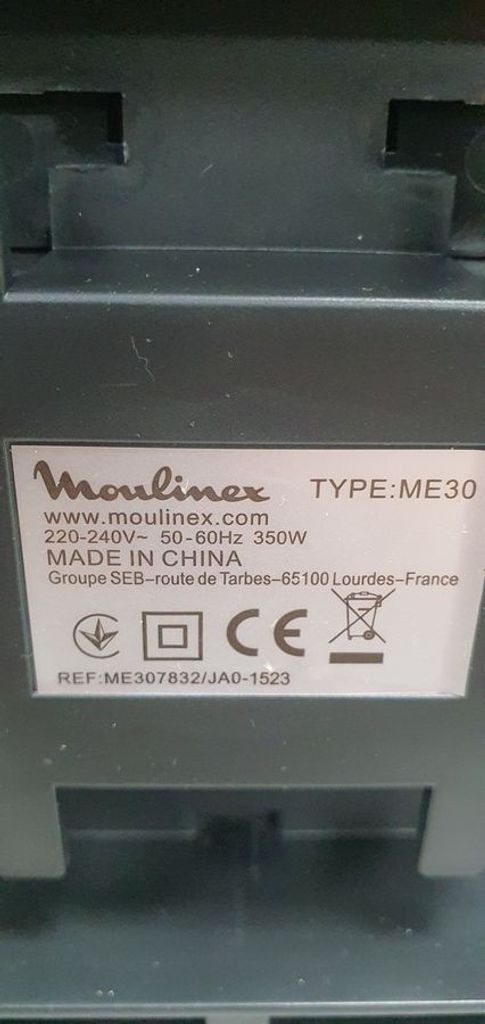 Moulinex TYPE:ME30
www.moulinex.com
220-240V~ 50-60Hz 350W
MADE IN CHINA
Groupe SEB–route de Tarbes–65100 Lourdes–France
CE
REF:ME307832/JA0-1523